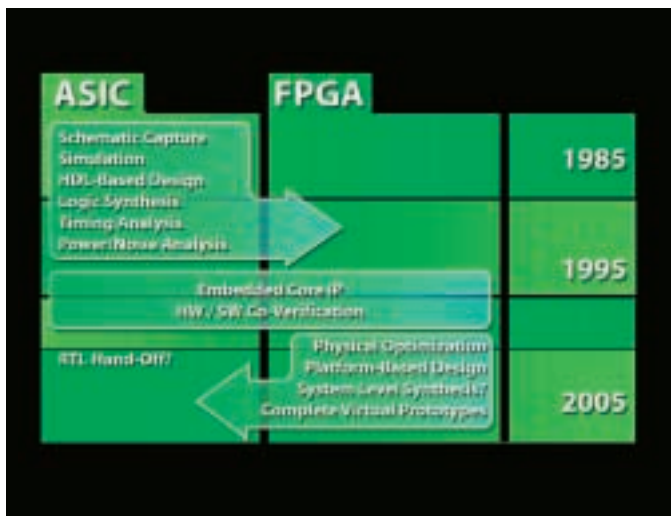 ASIC
FPGA
Schematic Capture
Simulation
HDL-Based Design
Logic Synthesis
Timing Analysis
Power/Noise Analysis
1985
1995
Embedded Core IP
HW / SW Co-Verification
Physical Optimization
Platform-Based Design
System Level Synthesis?
Complete Virtual Prototypes
RTL Hand-Off?
2005